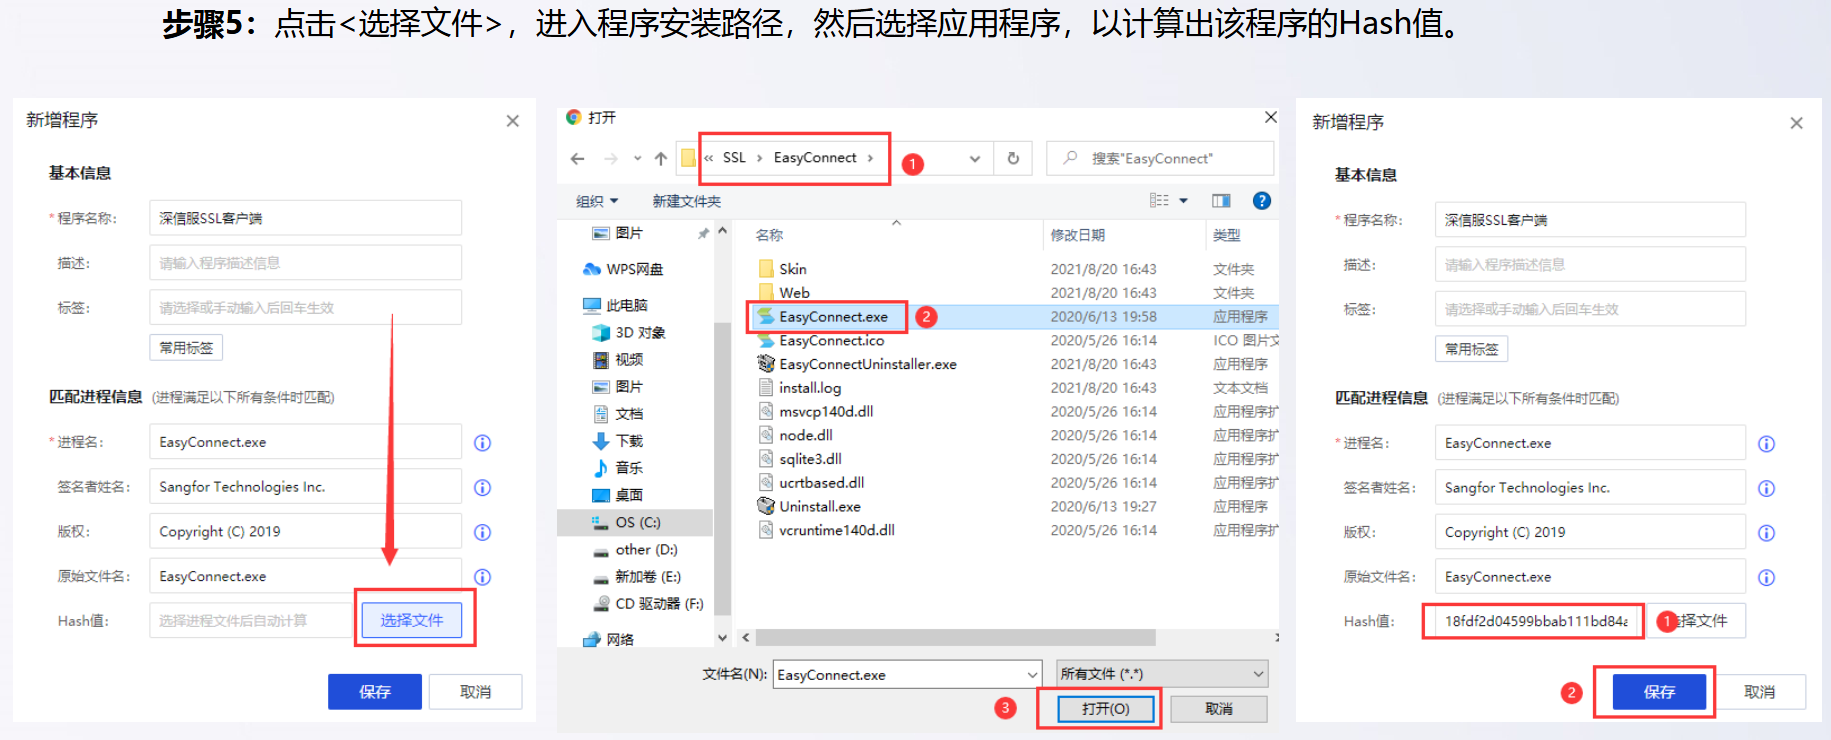 步骤5：点击<选择文件>，进入程序安装路径，然后选择应用程序，以计算出该程序的Hash值。
新增程序
基本信息
*程序名称:
深信服SSL客户端
描述:
请输入程序描述信息
标签:
请选择或手动输入后回车生效
常用标签
匹配进程信息 (进程满足以下所有条件时匹配)
*进程名:
EasyConnect.exe
签名者姓名:
Sangfor Technologies Inc.
版权:
Copyright (C) 2019
原始文件名:
EasyConnect.exe
Hash值:
选择进程文件后自动计算
选择文件
保存
取消
打开
« SSL › EasyConnect ›
1
搜索"EasyConnect"
组织
新建文件夹
图片
WPS网盘
此电脑
3D 对象
视频
图片
文档
下载
音乐
桌面
OS (C:)
other (D:)
新加卷 (E:)
CD 驱动器 (F:)
网络
名称 修改日期 类型
Skin 2021/8/20 16:43 文件夹
Web 2021/8/20 16:43 文件夹
EasyConnect.exe 2 2020/6/13 19:58 应用程序
EasyConnect.ico 2020/5/26 16:14 ICO 图片文
EasyConnectUninstaller.exe 2021/8/20 16:43 应用程序
install.log 2021/8/20 16:43 文本文档
msvcp140d.dll 2020/5/26 16:14 应用程序扩
node.dll 2020/5/26 16:14 应用程序扩
sqlite3.dll 2020/5/26 16:14 应用程序扩
ucrtbased.dll 2020/5/26 16:14 应用程序扩
Uninstall.exe 2020/6/13 19:27 应用程序
vcruntime140d.dll 2020/5/26 16:14 应用程序扩
文件名(N):
EasyConnect.exe
所有文件 (*.*)
3
打开(O)
取消
新增程序
基本信息
*程序名称:
深信服SSL客户端
描述:
请输入程序描述信息
标签:
请选择或手动输入后回车生效
常用标签
匹配进程信息 (进程满足以下所有条件时匹配)
*进程名:
EasyConnect.exe
签名者姓名:
Sangfor Technologies Inc.
版权:
Copyright (C) 2019
原始文件名:
EasyConnect.exe
Hash值:
18fdf2d04599bbab111bd84a
1
择文件
2
保存
取消